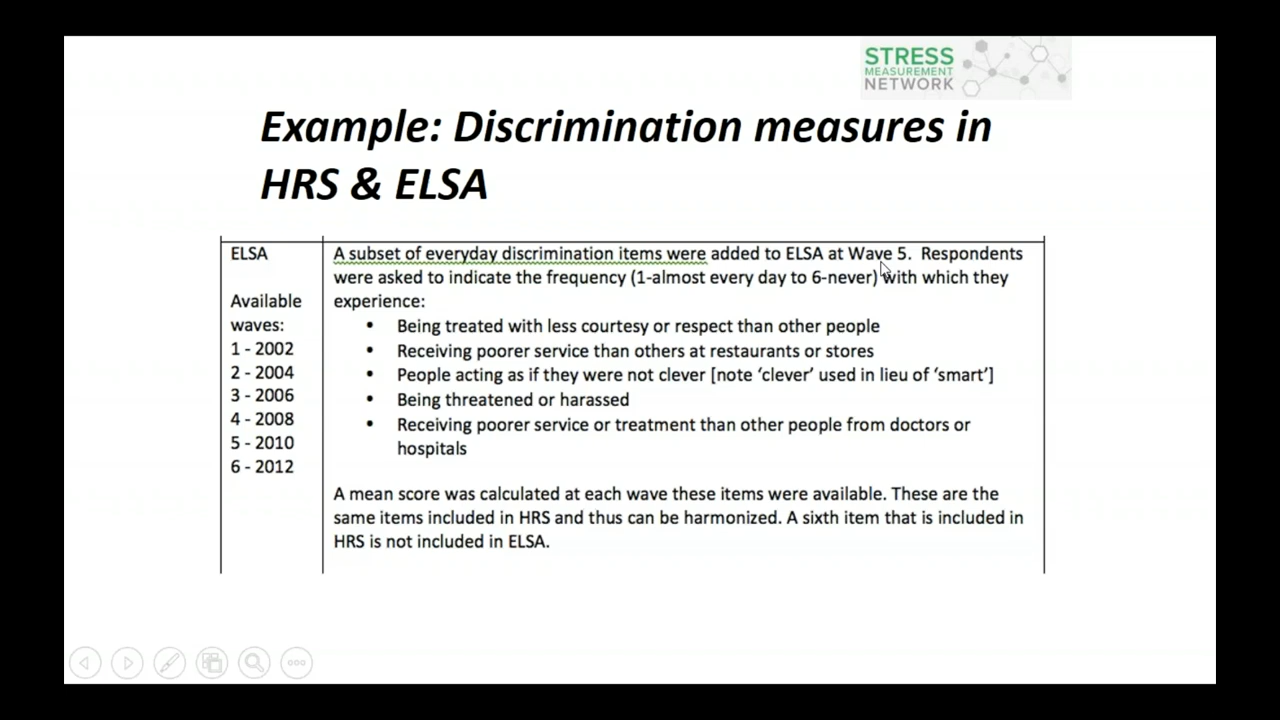 STRESS
MEASUREMENT
NETWORK
Example: Discrimination measures in
HRS & ELSA
ELSA
Available
waves:
1 - 2002
2 - 2004
3 - 2006
4 - 2008
5 - 2010
6 - 2012
A subset of everyday discrimination items were added to ELSA at Wave 5. Respondents
were asked to indicate the frequency (1-almost every day to 6-never) with which they
experience:
• Being treated with less courtesy or respect than other people
• Receiving poorer service than others at restaurants or stores
• People acting as if they were not clever [note ‘clever’ used in lieu of ‘smart’]
• Being threatened or harassed
• Receiving poorer service or treatment than other people from doctors or
hospitals
A mean score was calculated at each wave these items were available. These are the
same items included in HRS and thus can be harmonized. A sixth item that is included in
HRS is not included in ELSA.